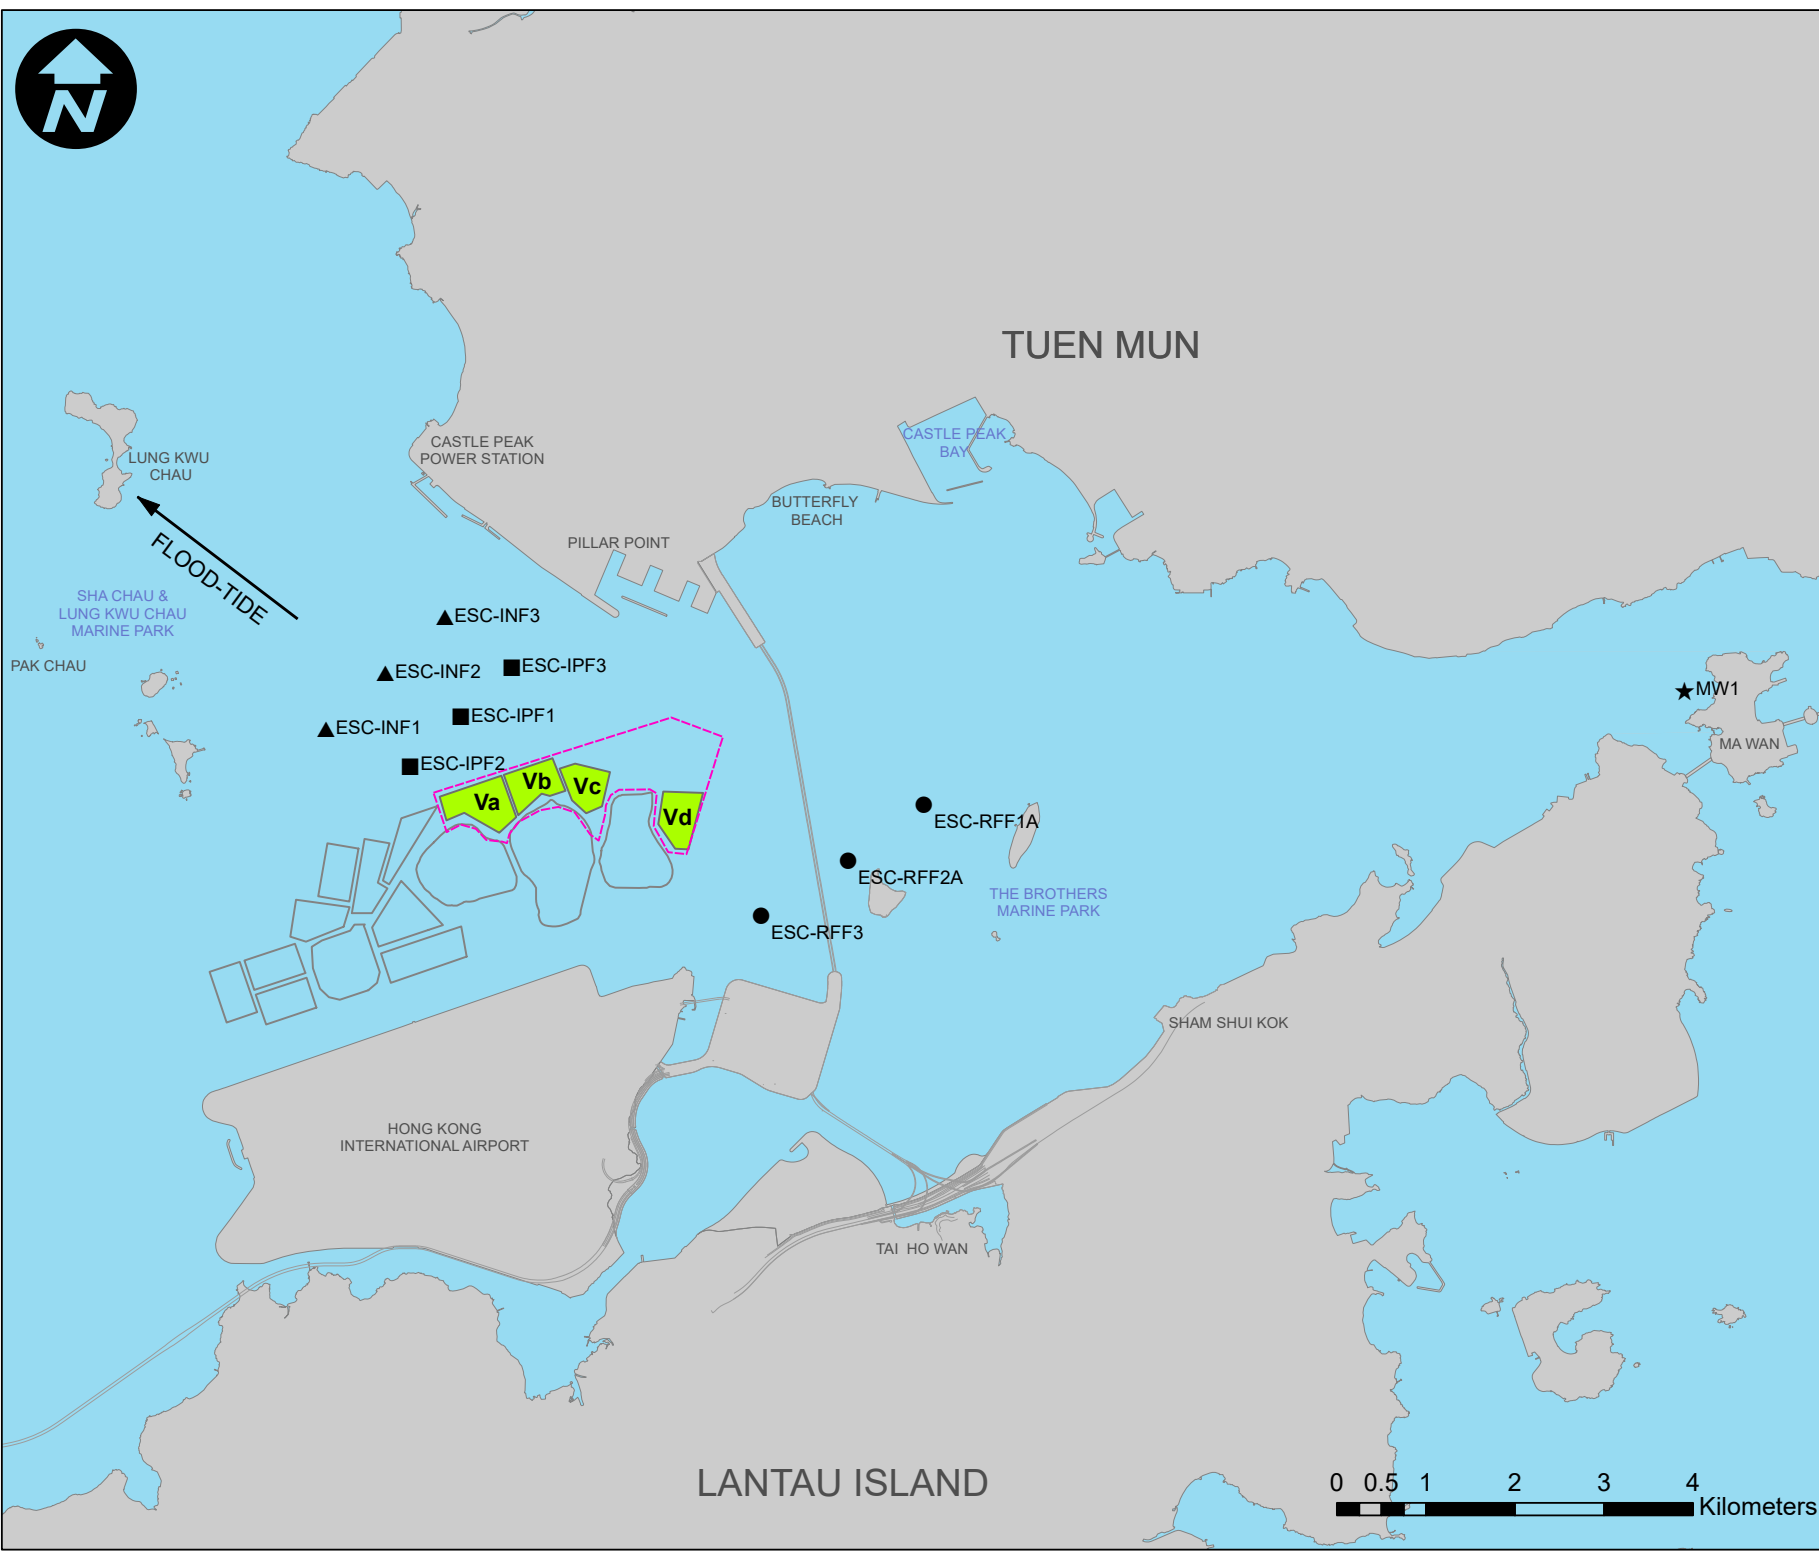 N
TUEN MUN
CASTLE PEAK
POWER STATION
CASTLE PEAK
BAY
LUNG KWU
CHAU
BUTTERFLY
BEACH
PILLAR POINT
FLOOD-TIDE
SHA CHAU &
LUNG KWU CHAU
MARINE PARK
PAK CHAU
ESC-INF3
ESC-IPF3
ESC-INF2
ESC-IPF1
ESC-INF1
ESC-IPF2
MW1
MA WAN
Va
Vb
Vc
Vd
ESC-RFF1A
ESC-RFF2A
ESC-RFF3
THE BROTHERS
MARINE PARK
SHAM SHUI KOK
HONG KONG
INTERNATIONAL AIRPORT
TAI HO WAN
LANTAU ISLAND
0 0.5 1 2 3 4
Kilometers